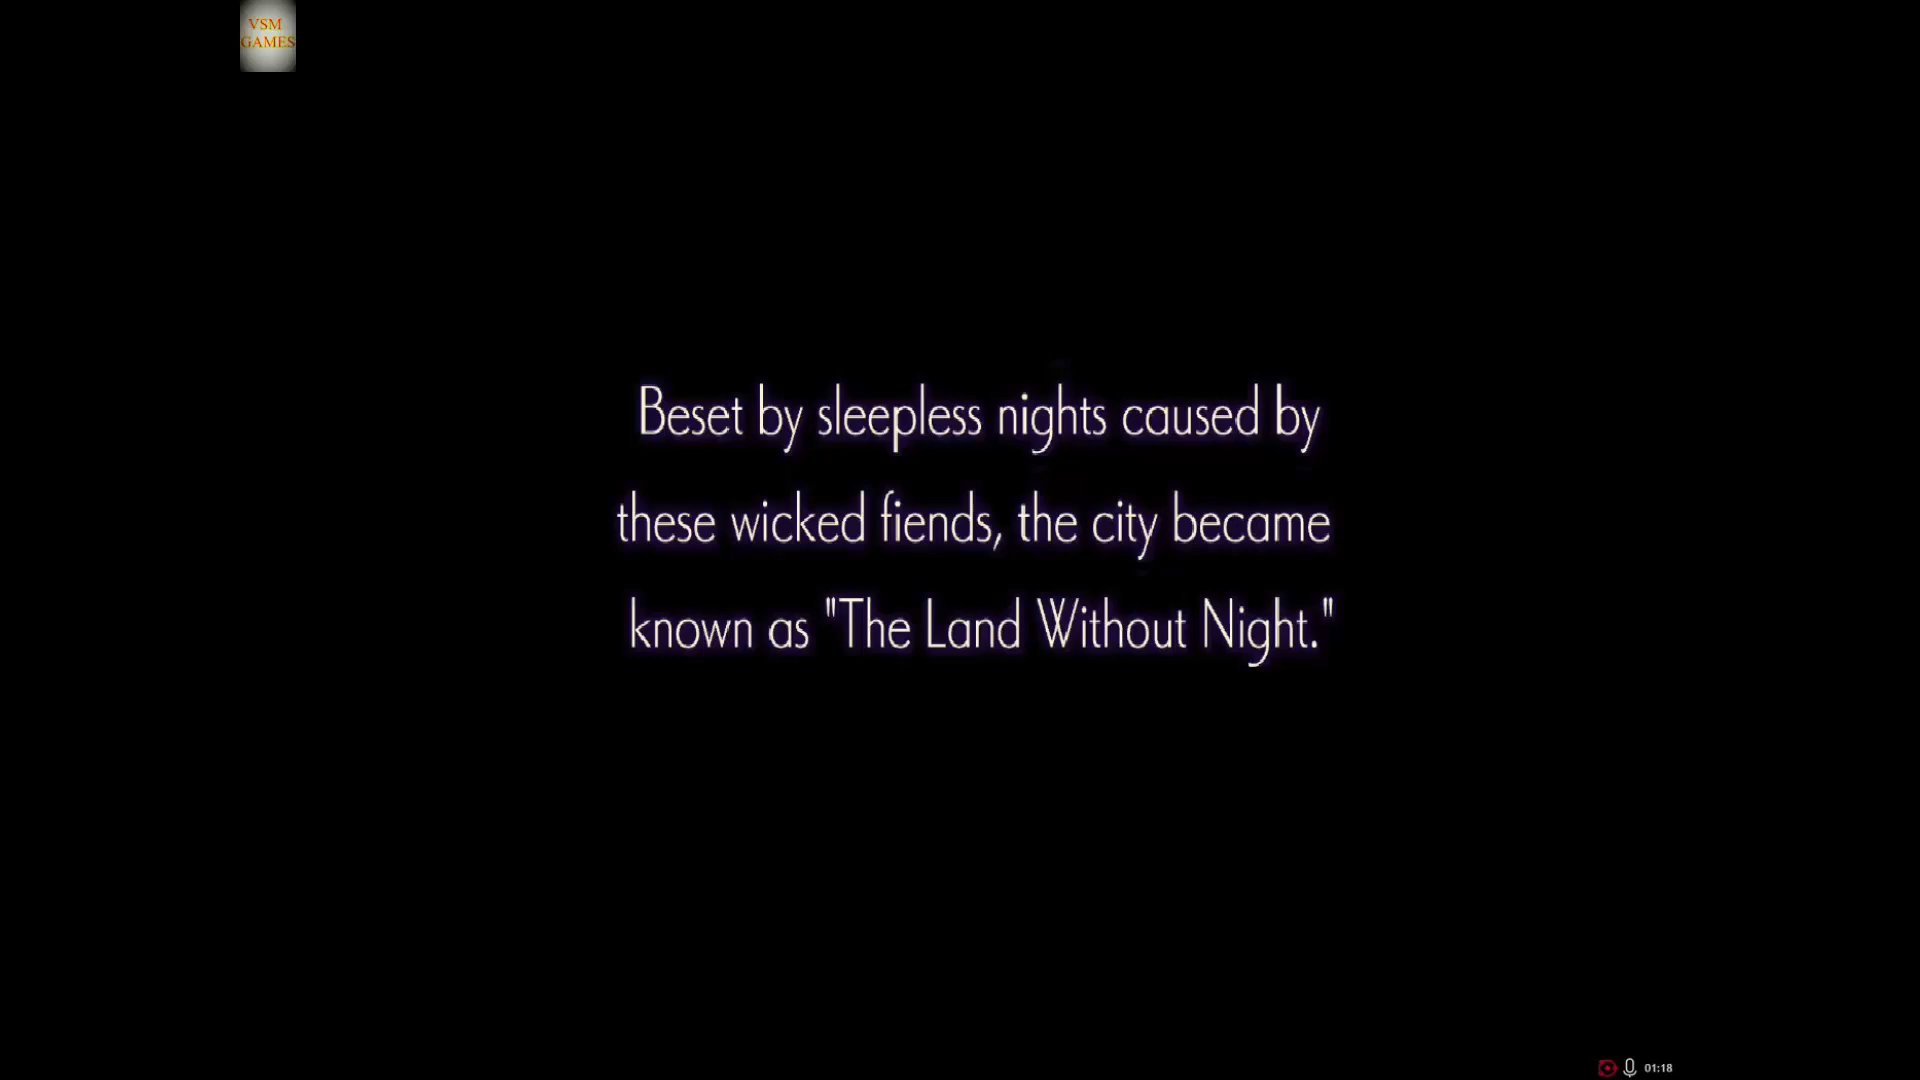 VSM
GAMES
Beset by sleepless nights caused by
these wicked fiends, the city became
known as "The Land Without Night."
01:18